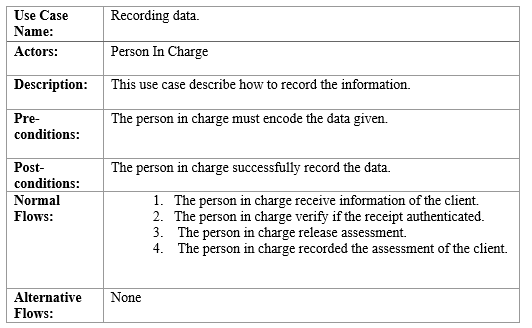 Use Case Recording data.
Name:
Actors: Person In Charge
Description: This use case describe how to record the information.
Pre- The person in charge must encode the data given.
conditions:
Post- The person in charge successfully record the data.
conditions:
Normal 1. The person in charge receive information of the client.
Flows: 2. The person in charge verify if the receipt authenticated.
3. The person in charge release assessment.
4. The person in charge recorded the assessment of the client.
Alternative None
Flows: